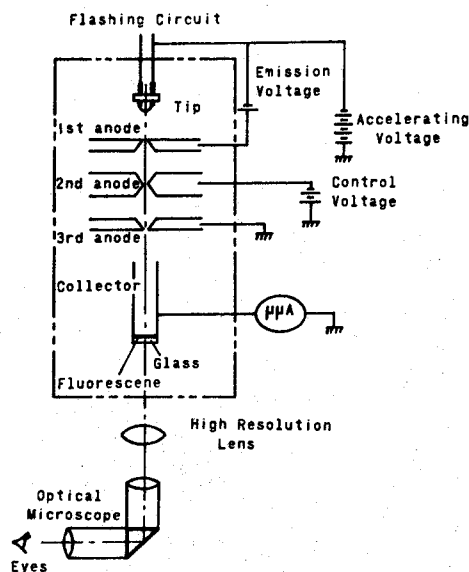 Flashing Circuit
Emission
Voltage
Tip
Accelerating
Voltage
1st anode
2nd anode
Control
Voltage
3rd anode
Collector
µµA
Glass
Fluorescene
High Resolution
Lens
Optical
Microscope
Eyes